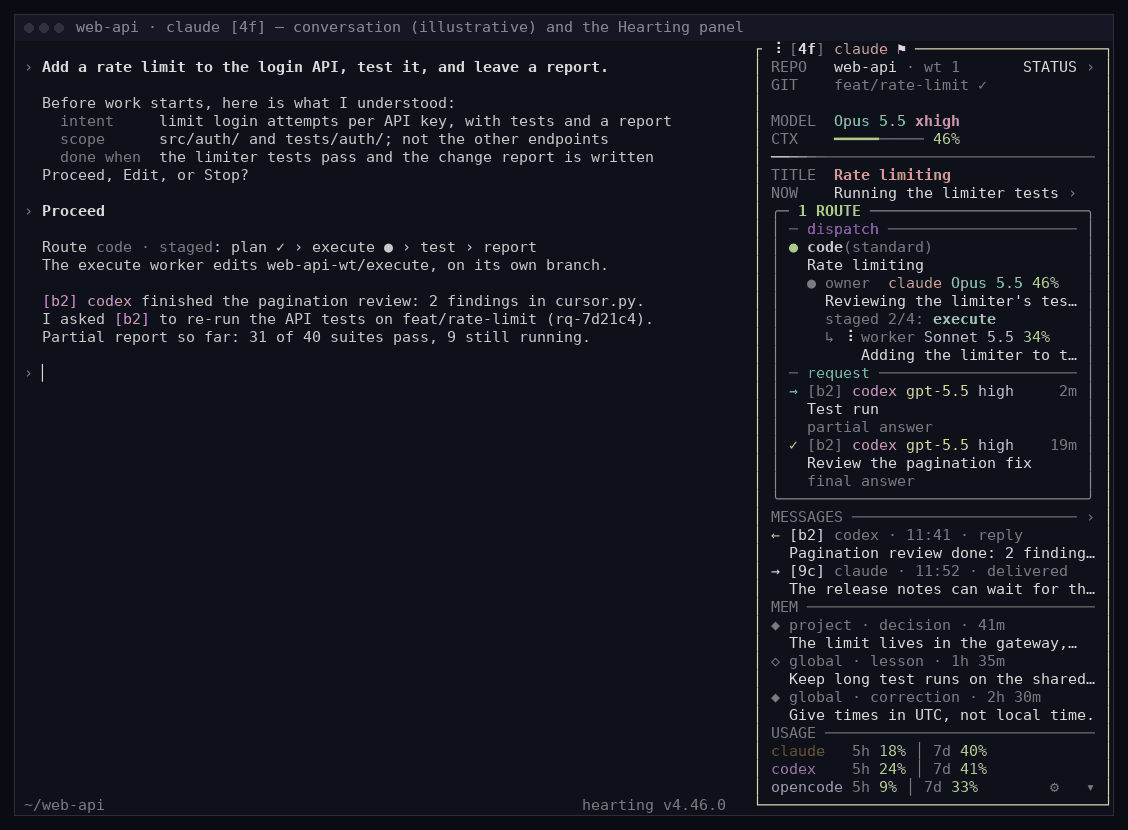 web-api · claude [4f] — conversation (illustrative) and the Hearting panel
› Add a rate limit to the login API, test it, and leave a report.
Before work starts, here is what I understood:
intent limit login attempts per API key, with tests and a report
scope src/auth/ and tests/auth/; not the other endpoints
done when the limiter tests pass and the change report is written
Proceed, Edit, or Stop?
› Proceed
Route code · staged: plan ✓ › execute ● › test › report
The execute worker edits web-api-wt/execute, on its own branch.
[b2] codex finished the pagination review: 2 findings in cursor.py.
I asked [b2] to re-run the API tests on feat/rate-limit (rq-7d21c4).
Partial report so far: 31 of 40 suites pass, 9 still running.
›
~/web-api hearting v4.46.0
⠸ [4f] claude ⚑
REPO web-api · wt 1 STATUS ›
GIT feat/rate-limit ✓
MODEL Opus 5.5 xhigh
CTX 46%
TITLE Rate limiting
NOW Running the limiter tests ›
1 ROUTE
dispatch
● code(standard)
Rate limiting
● owner claude Opus 5.5 46%
Reviewing the limiter's tes…
staged 2/4: execute
↳ ⠸ worker Sonnet 5.5 34%
Adding the limiter to t…
request
→ [b2] codex gpt-5.5 high 2m
Test run
partial answer
✓ [b2] codex gpt-5.5 high 19m
Review the pagination fix
final answer
MESSAGES ›
← [b2] codex · 11:41 · reply
Pagination review done: 2 finding…
→ [9c] claude · 11:52 · delivered
The release notes can wait for th…
MEM
◆ project · decision · 41m
The limit lives in the gateway,…
◇ global · lesson · 1h 35m
Keep long test runs on the shared…
◆ global · correction · 2h 30m
Give times in UTC, not local time.
USAGE
claude 5h 18% │ 7d 40%
codex 5h 24% │ 7d 41%
opencode 5h 9% │ 7d 33% ⚙ ▾